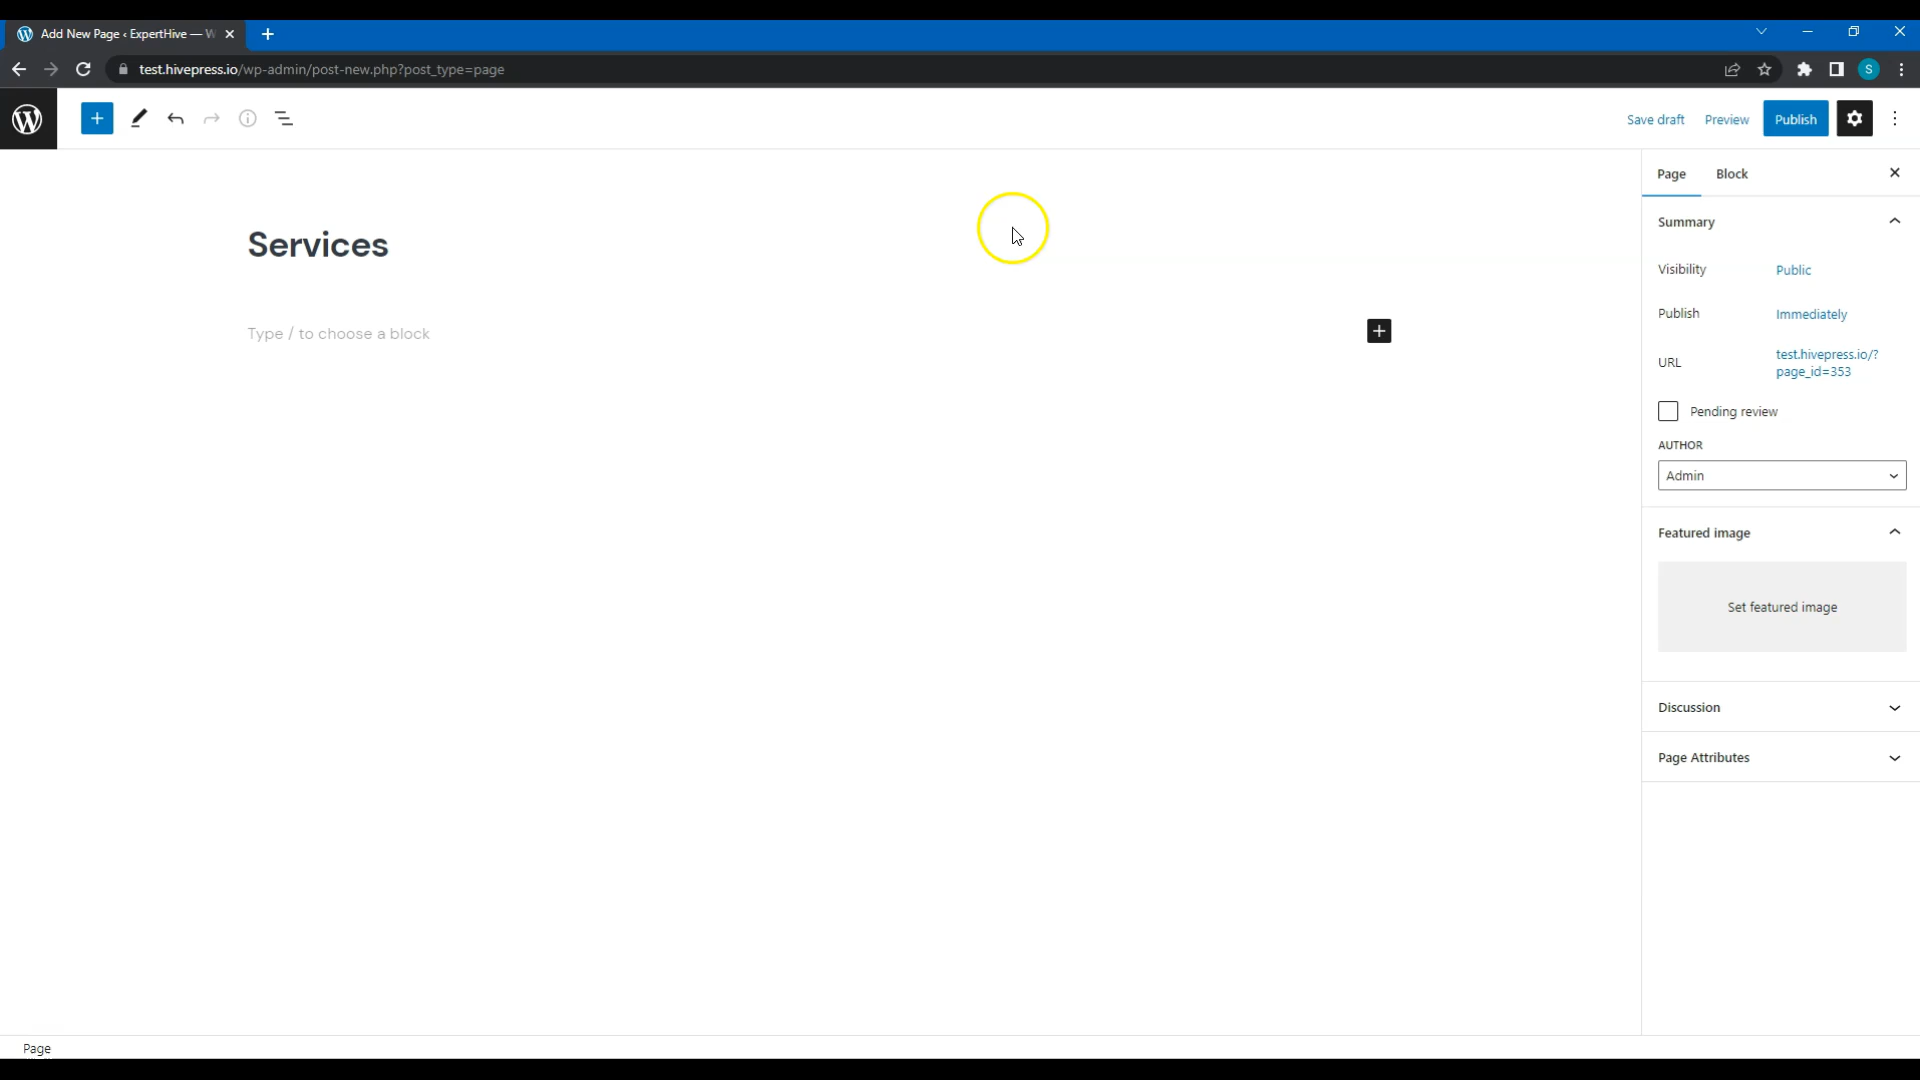 Add New Page ‹ ExpertHive — W
test.hivepress.io/wp-admin/post-new.php?post_type=page
S
Save draft
Preview
Publish
Page
Block
Services
Summary
Visibility
Public
Type / to choose a block
Publish
Immediately
URL
test.hivepress.io/?
page_id=353
Pending review
AUTHOR
Admin
Featured image
Set featured image
Discussion
Page Attributes
Page